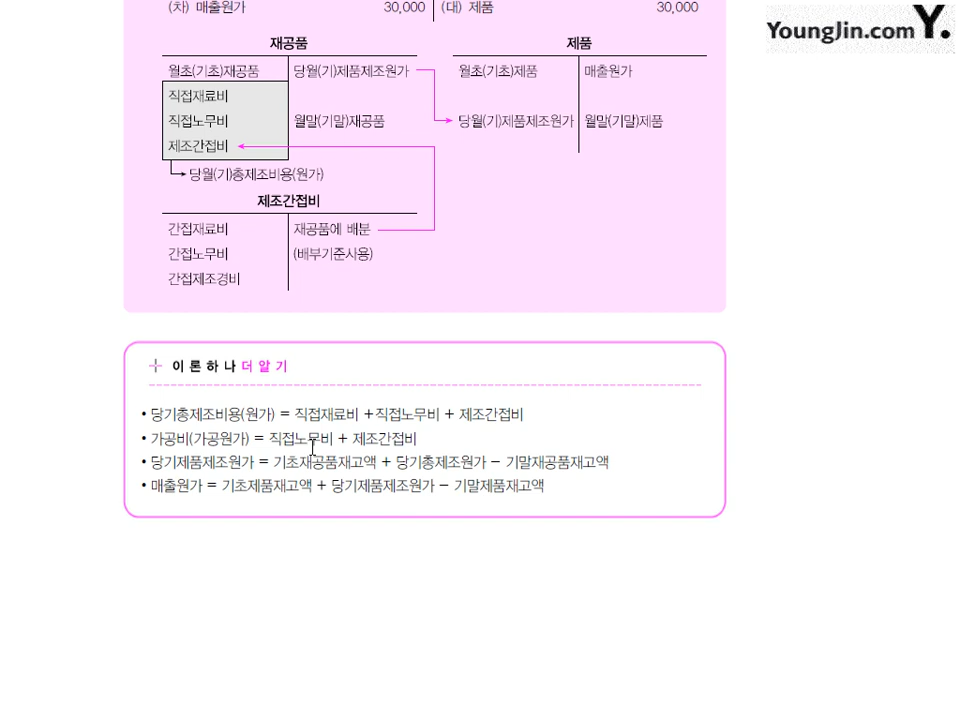 (차) 매출원가 30,000 (대) 제품 30,000
YoungJin.com Y.
재공품 제품
월초(기초)재공품 당월(기)제품제조원가 월초(기초)제품 매출원가
직접재료비
직접노무비 월말(기말)재공품 당월(기)제품제조원가 월말(기말)제품
제조간접비
당월(기)총제조비용(원가)
제조간접비
간접재료비 재공품에 배분
간접노무비 (배부기준사용)
간접제조경비
이론하나 더알기
• 당기총제조비용(원가) = 직접재료비 +직접노무비 + 제조간접비
• 가공비(가공원가) = 직접노무비 + 제조간접비
• 당기제품제조원가 = 기초재공품재고액 + 당기총제조원가 - 기말재공품재고액
• 매출원가 = 기초제품재고액 + 당기제품제조원가 - 기말제품재고액